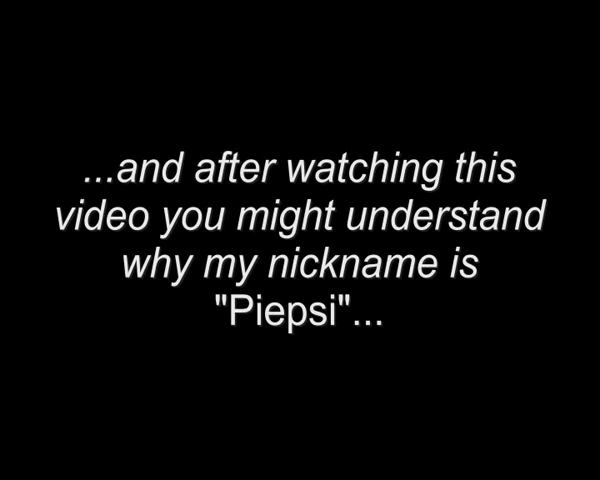 ...and after watching this
video you might understand
why my nickname is
"Piepsi"...